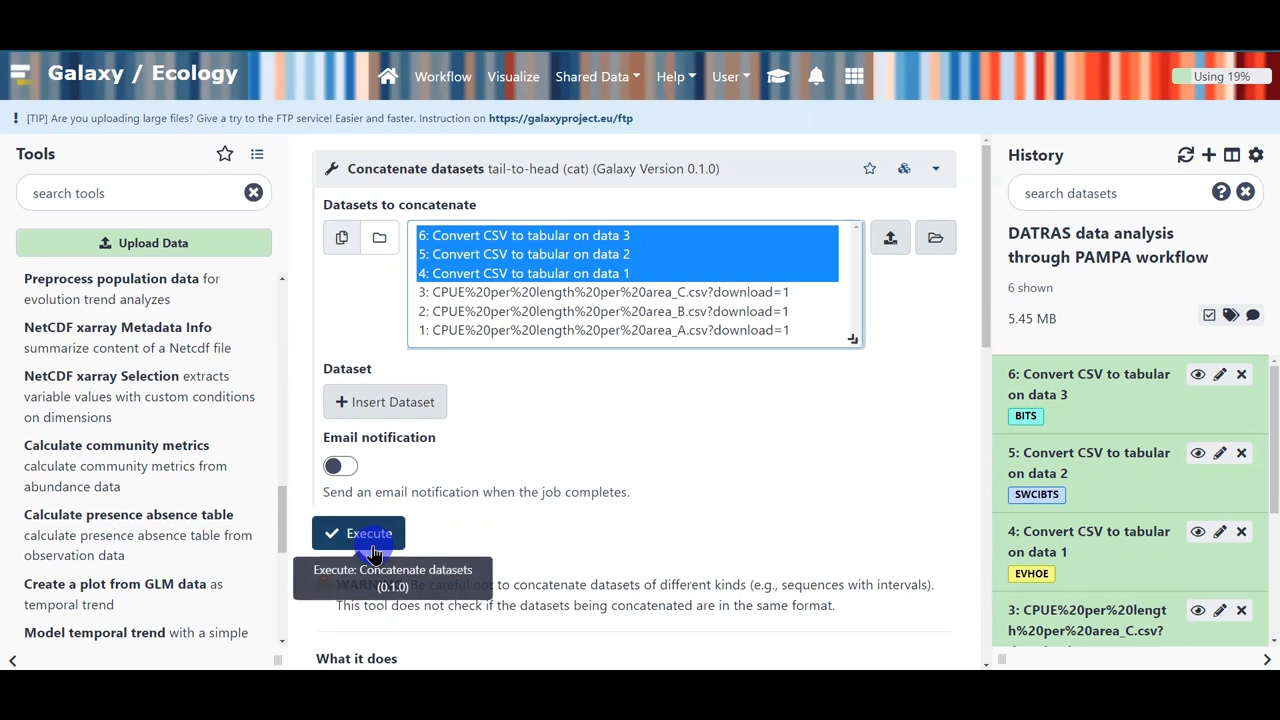 Galaxy / Ecology
Workflow Visualize Shared Data Help User
Using 19%
! [TIP] Are you uploading large files? Give a try to the FTP service! Easier and faster. Instruction on https://galaxyproject.eu/ftp
Tools
search tools
Upload Data
Preprocess population data for
evolution trend analyzes
NetCDF xarray Metadata Info
summarize content of a Netcdf file
NetCDF xarray Selection extracts
variable values with custom conditions
on dimensions
Calculate community metrics
calculate community metrics from
abundance data
Calculate presence absence table
calculate presence absence table from
observation data
Create a plot from GLM data as
temporal trend
Model temporal trend with a simple
Concatenate datasets tail-to-head (cat) (Galaxy Version 0.1.0)
Datasets to concatenate
6: Convert CSV to tabular on data 3
5: Convert CSV to tabular on data 2
4: Convert CSV to tabular on data 1
3: CPUE%20per%20length%20per%20area_C.csv?download=1
2: CPUE%20per%20length%20per%20area_B.csv?download=1
1: CPUE%20per%20length%20per%20area_A.csv?download=1
Dataset
+ Insert Dataset
Email notification
Send an email notification when the job completes.
Execute
Execute: Concatenate datasets
(0.1.0)
WARNING: Be careful not to concatenate datasets of different kinds (e.g., sequences with intervals).
This tool does not check if the datasets being concatenated are in the same format.
What it does
History
search datasets
DATRAS data analysis
through PAMPA workflow
6 shown
5.45 MB
6: Convert CSV to tabular
on data 3
BITS
5: Convert CSV to tabular
on data 2
SWCIBTS
4: Convert CSV to tabular
on data 1
EVHOE
3: CPUE%20per%20lengt
h%20per%20area_C.csv?